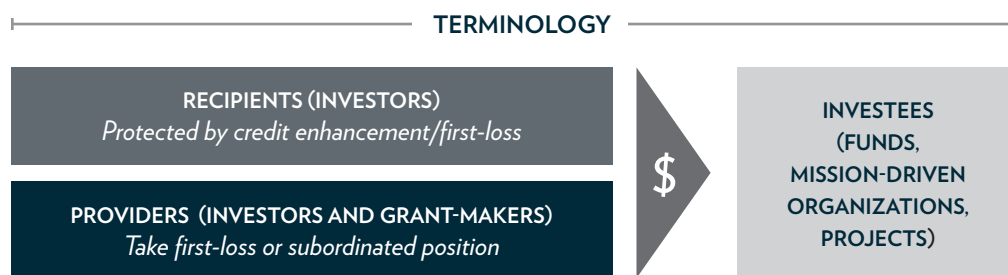 TERMINOLOGY
RECIPIENTS (INVESTORS)
Protected by credit enhancement/first-loss
PROVIDERS (INVESTORS AND GRANT-MAKERS)
Take first-loss or subordinated position
$
INVESTEES
(FUNDS,
MISSION-DRIVEN
ORGANIZATIONS,
PROJECTS)